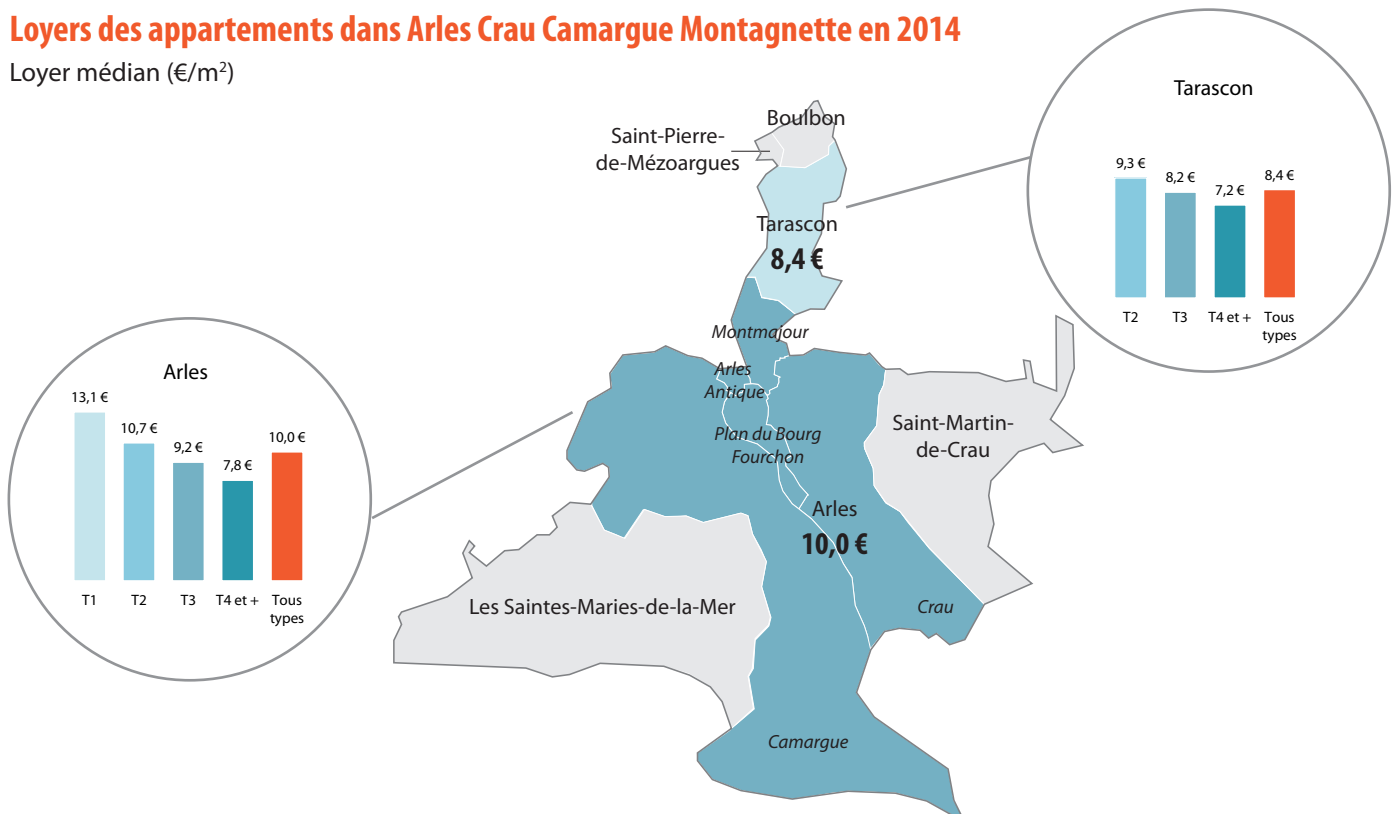 Loyers des appartements dans Arles Crau Camargue Montagnette en 2014
Loyer médian (€/m²)
Tarascon
9,3 €
8,2 €
7,2 €
8,4 €
T2
T3
T4 et +
Tous
types
Boulbon
Saint-Pierre-
de-Mézoargues
Tarascon
8,4 €
Montmajour
Arles
Antique
Plan du Bourg
Fourchon
Saint-Martin-
de-Crau
Arles
10,0 €
Crau
Les Saintes-Maries-de-la-Mer
Camargue
Arles
13,1 €
10,7 €
9,2 €
7,8 €
10,0 €
T1
T2
T3
T4 et +
Tous
types